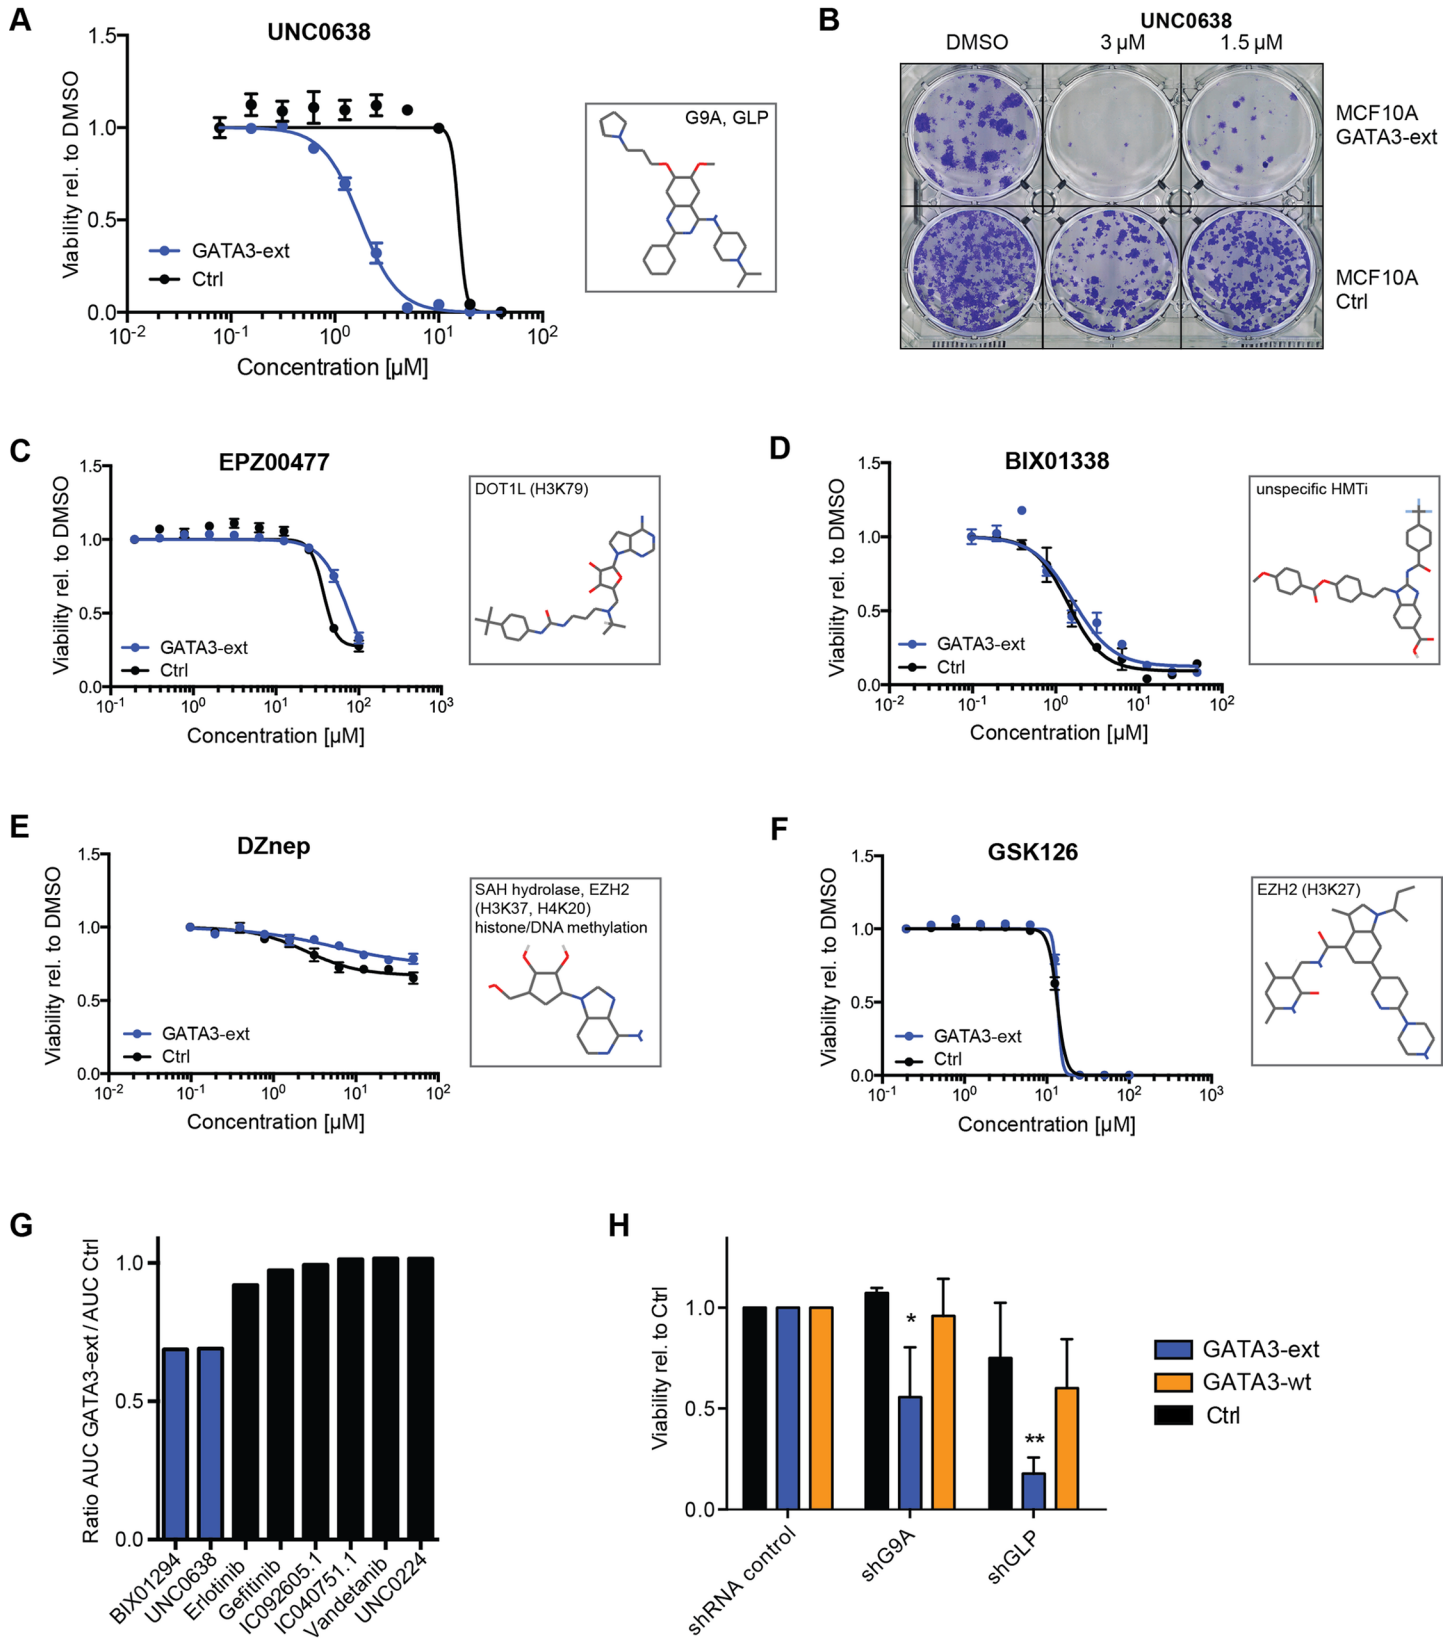 A
UNC0638
1.5
1.0
0.5
0.0
Viability rel. to DMSO
GATA3-ext
Ctrl
10-2
10-1
100
101
102
Concentration [µM]
G9A, GLP
B
UNC0638
DMSO
3 µM
1.5 µM
MCF10A
GATA3-ext
MCF10A
Ctrl
C
EPZ00477
1.5
1.0
0.5
0.0
Viability rel. to DMSO
GATA3-ext
Ctrl
10-1
100
101
102
103
Concentration [µM]
DOT1L (H3K79)
D
BIX01338
1.5
1.0
0.5
0.0
Viability rel. to DMSO
GATA3-ext
Ctrl
10-2
10-1
100
101
102
Concentration [µM]
unspecific HMTi
E
DZnep
1.5
1.0
0.5
0.0
Viability rel. to DMSO
GATA3-ext
Ctrl
10-2
10-1
100
101
102
Concentration [µM]
SAH hydrolase, EZH2
(H3K37, H4K20)
histone/DNA methylation
F
GSK126
1.5
1.0
0.5
0.0
Viability rel. to DMSO
GATA3-ext
Ctrl
10-1
100
101
102
103
Concentration [µM]
EZH2 (H3K27)
G
Ratio AUC GATA3-ext / AUC Ctrl
1.0
0.5
0.0
BIX01294
UNC0638
Erlotinib
Gefitinib
IC092605.1
IC040751.1
Vandetanib
UNC0224
H
Viability rel. to Ctrl
1.0
0.5
0.0
*
**
shRNA control
shG9A
shGLP
GATA3-ext
GATA3-wt
Ctrl